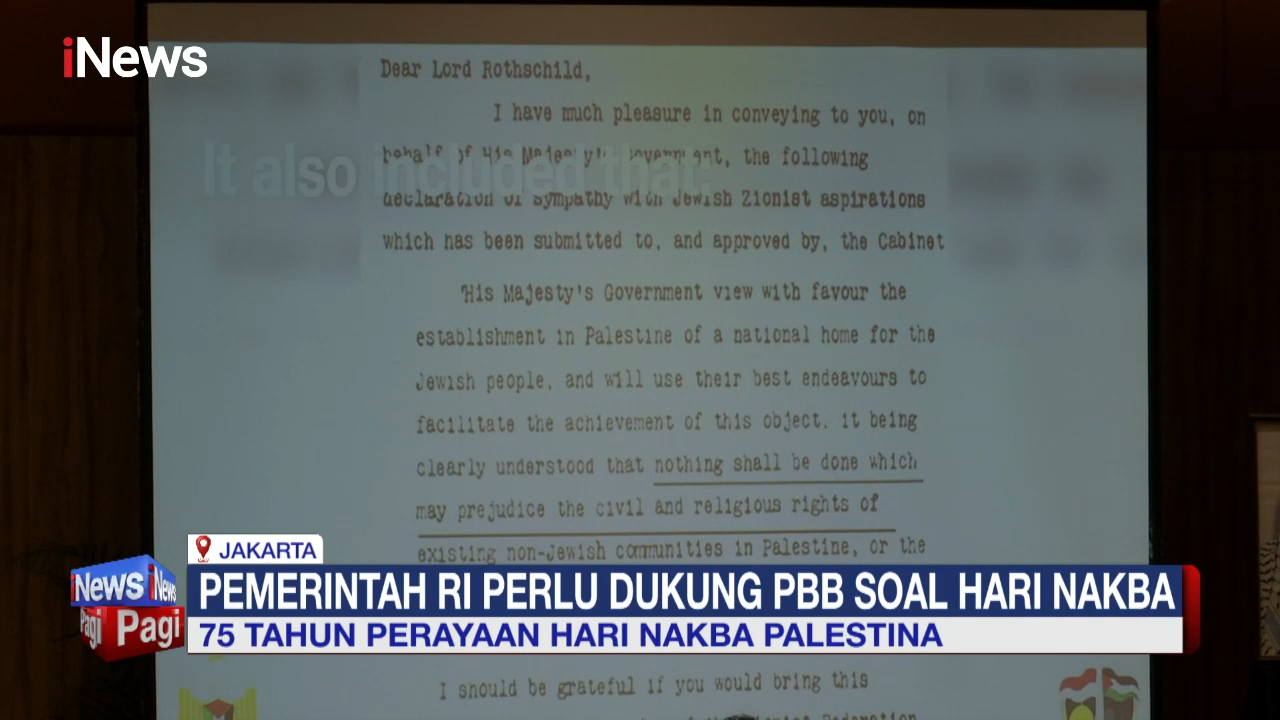 iNews
Dear Lord Rothschild,
I have much pleasure in conveying to you, on
behalf of His Majesty's Government, the following
It also included that:
declaration of sympathy with Jewish Zionist aspirations
which has been submitted to, and approved by, the Cabinet
"His Majesty's Government view with favour the
establishment in Palestine of a national home for the
Jewish people, and will use their best endeavours to
facilitate the achievement of this object, it being
clearly understood that nothing shall be done which
may prejudice the civil and religious rights of
existing non-Jewish communities in Palestine, or the
JAKARTA
iNews iNews
Pagi Pagi
PEMERINTAH RI PERLU DUKUNG PBB SOAL HARI NAKBA
75 TAHUN PERAYAAN HARI NAKBA PALESTINA
I should be grateful if you would bring this
Federation